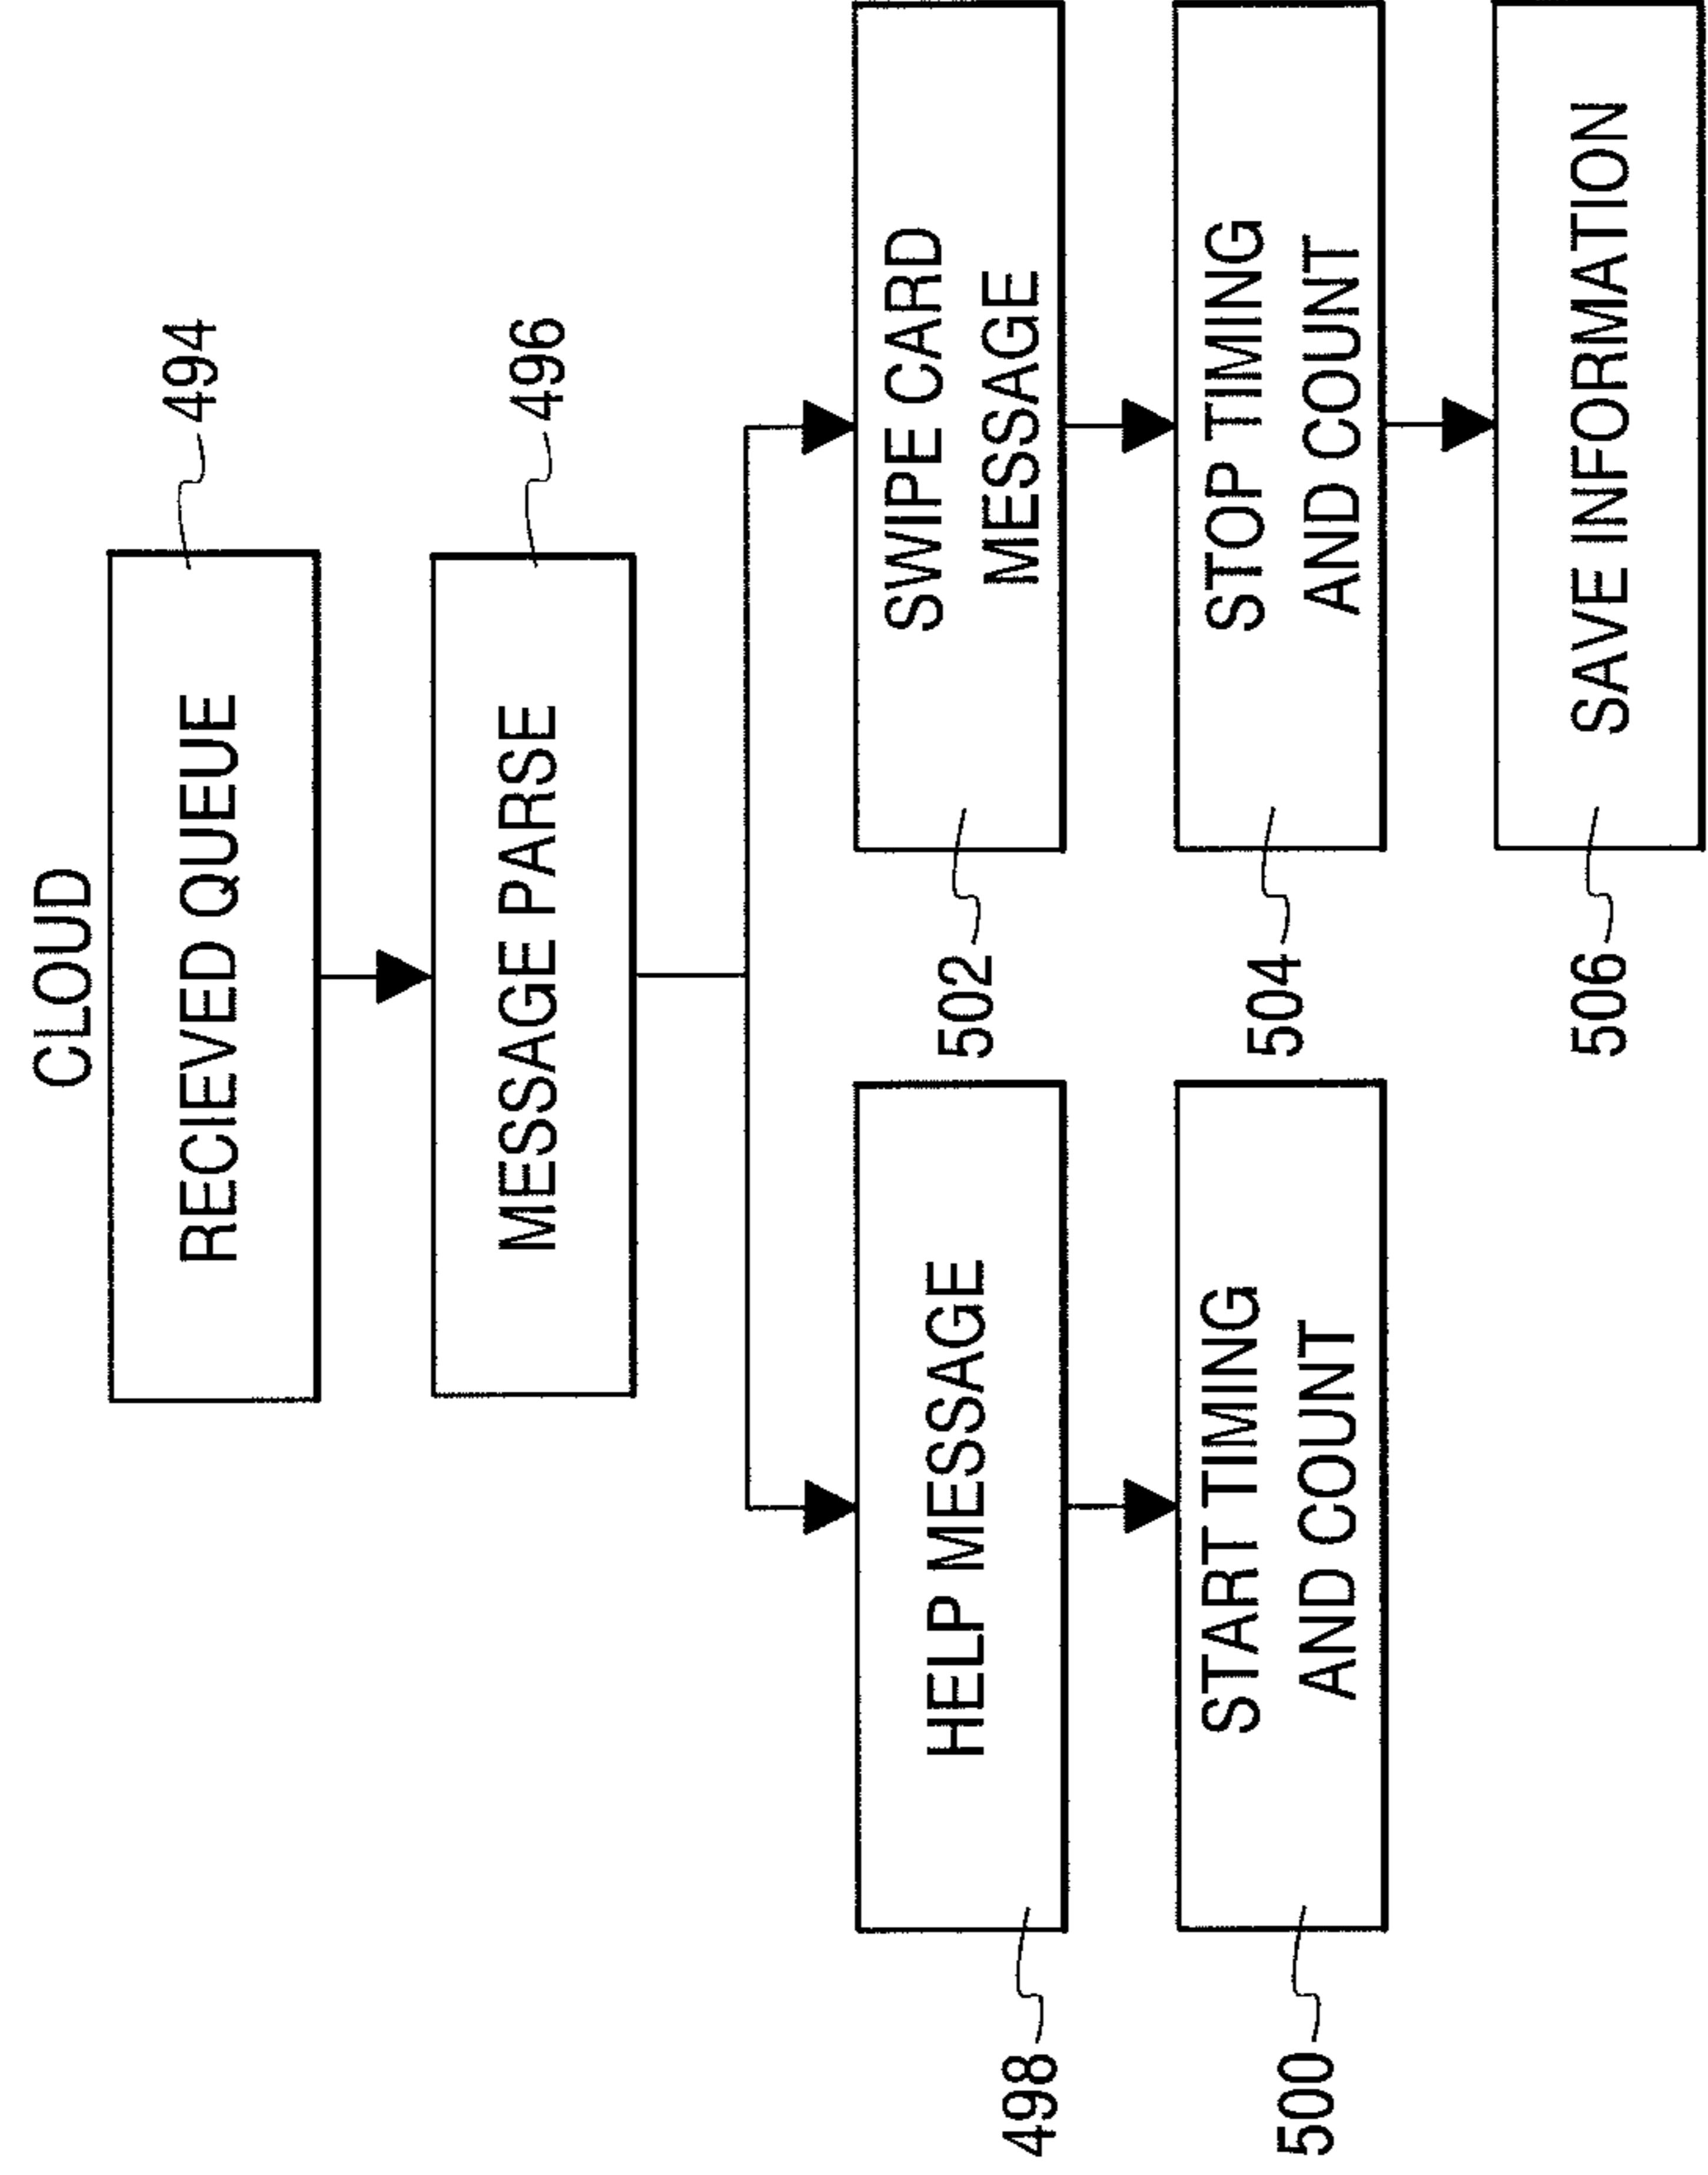 CLOUD
RECIEVED QUEUE
494
MESSAGE PARSE
496
HELP MESSAGE
498
START TIMING
AND COUNT
500
SWIPE CARD
MESSAGE
502
STOP TIMING
AND COUNT
504
SAVE INFORMATION
506